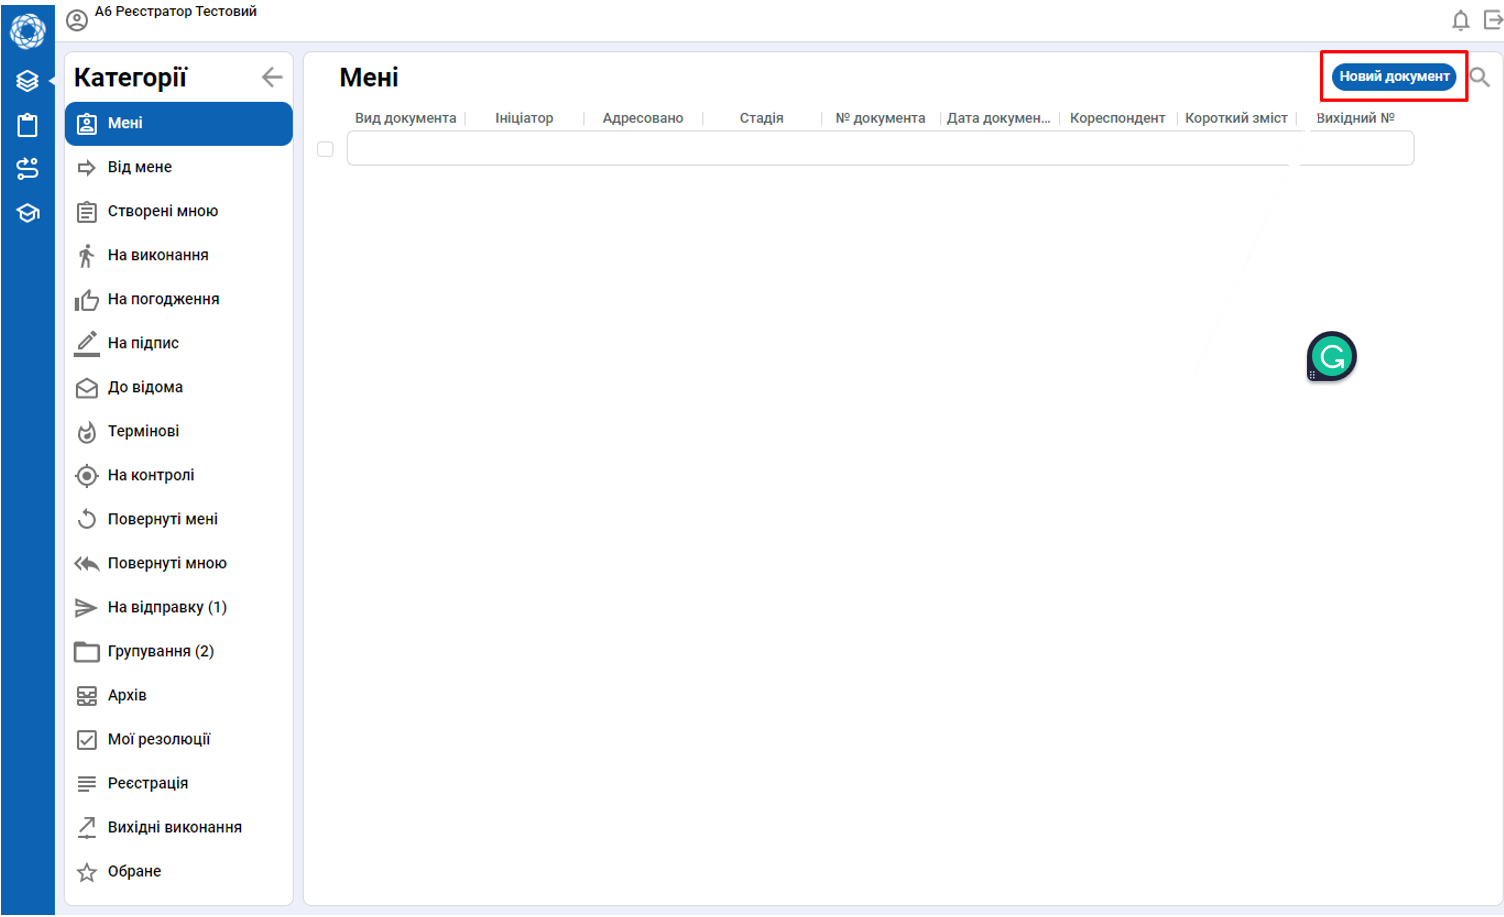 А6 Реєстратор Тестовий
Категорії
Мені
Від мене
Створені мною
На виконання
На погодження
На підпис
До відома
Термінові
На контролі
Повернуті мені
Повернуті мною
На відправку (1)
Групування (2)
Архів
Мої резолюції
Реєстрація
Вихідні виконання
Обране
Мені
Новий документ
Вид документа Ініціатор Адресовано Стадія № документа Дата докумен... Кореспондент Короткий зміст Вихідний №